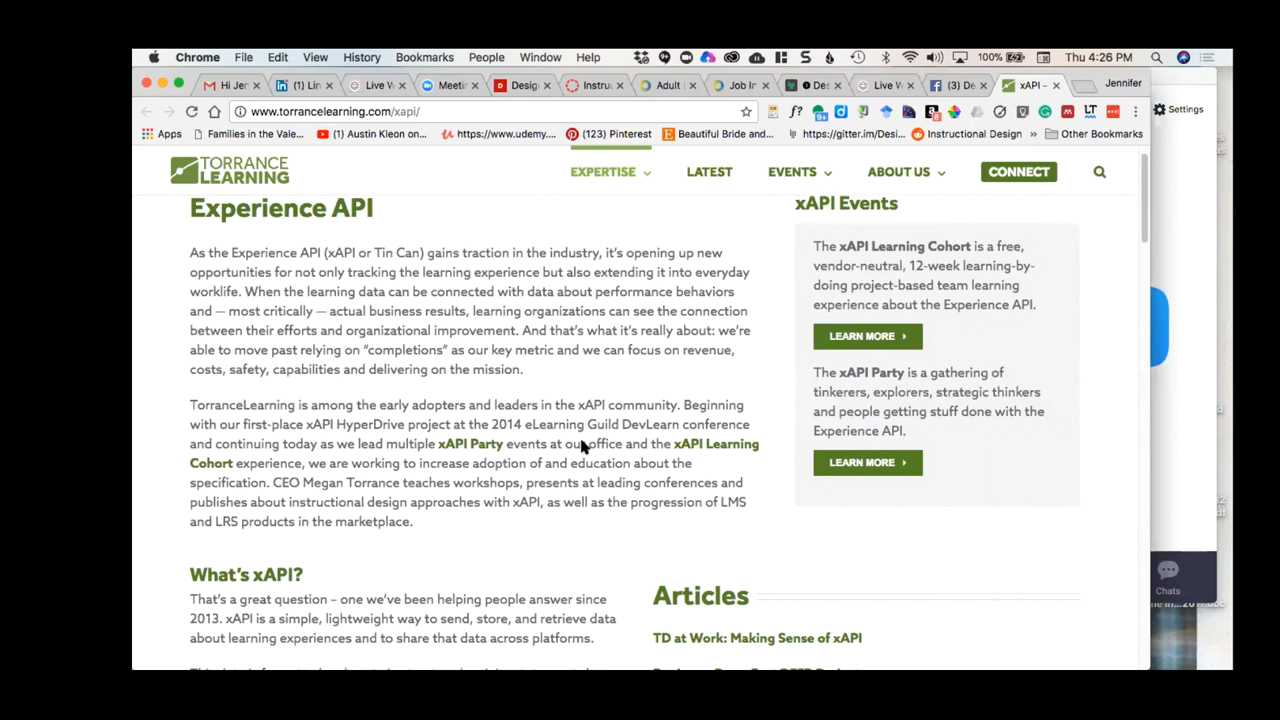 Chrome File Edit View History Bookmarks People Window Help 100% Thu 4:26 PM
Hi Jer (1) Lin Live W Meeti Desig Instruc Adult Job In Des Live W (3) De xAPI – Jennifer
www.torrancelearning.com/xapi/
Settings
Apps Families in the Vale... (1) Austin Kleon on... https://www.udemy.... (123) Pinterest Beautiful Bride and... https://gitter.im/Desi... Instructional Design » Other Bookmarks
TORRANCE
LEARNING
EXPERTISE LATEST EVENTS ABOUT US CONNECT
Experience API
As the Experience API (xAPI or Tin Can) gains traction in the industry, it's opening up new
opportunities for not only tracking the learning experience but also extending it into everyday
worklife. When the learning data can be connected with data about performance behaviors
and — most critically — actual business results, learning organizations can see the connection
between their efforts and organizational improvement. And that's what it's really about: we're
able to move past relying on “completions” as our key metric and we can focus on revenue,
costs, safety, capabilities and delivering on the mission.
TorranceLearning is among the early adopters and leaders in the xAPI community. Beginning
with our first-place xAPI HyperDrive project at the 2014 eLearning Guild DevLearn conference
and continuing today as we lead multiple xAPI Party events at our office and the xAPI Learning
Cohort experience, we are working to increase adoption of and education about the
specification. CEO Megan Torrance teaches workshops, presents at leading conferences and
publishes about instructional design approaches with xAPI, as well as the progression of LMS
and LRS products in the marketplace.
xAPI Events
The xAPI Learning Cohort is a free,
vendor-neutral, 12-week learning-by-
doing project-based team learning
experience about the Experience API.
LEARN MORE
The xAPI Party is a gathering of
tinkerers, explorers, strategic thinkers
and people getting stuff done with the
Experience API.
LEARN MORE
What's xAPI?
That's a great question – one we've been helping people answer since
2013. xAPI is a simple, lightweight way to send, store, and retrieve data
about learning experiences and to share that data across platforms.
Articles
TD at Work: Making Sense of xAPI
Chats